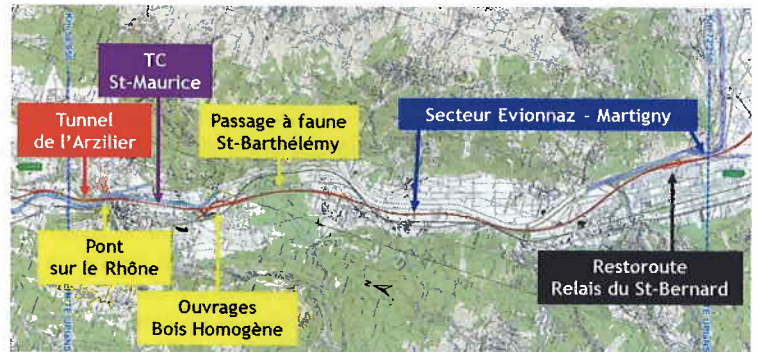 TC
St-Maurice
Tunnel
de l'Arzilier
Passage à faune
St-Barthélémy
Secteur Evionnaz - Martigny
Pont
sur le Rhône
Ouvrages
Bois Homogène
Restoroute
Relais du St-Bernard